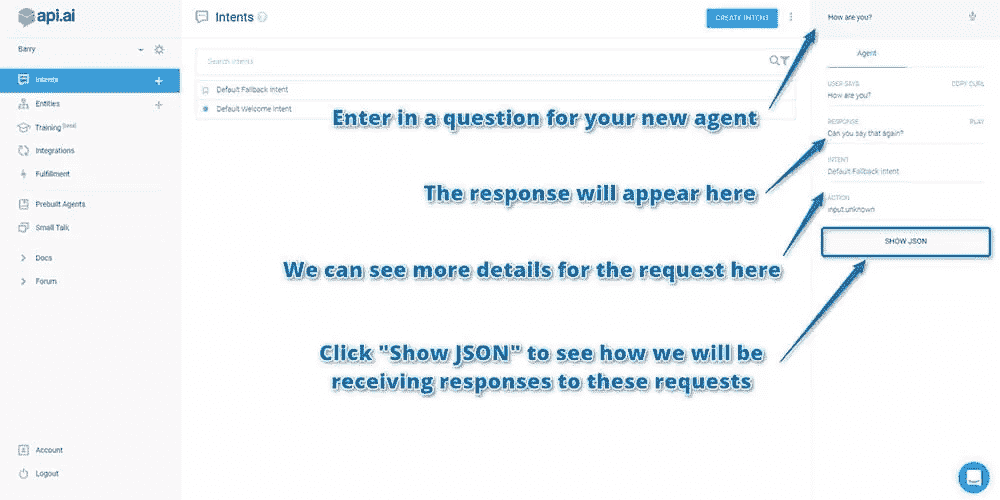 api.ai
Barry
Intents
Entities
Training [beta]
Integrations
Fulfillment
Prebuilt Agents
Small Talk
Docs
Forum
Account
Logout
Intents
CREATE INTENT
Search intents
Default Fallback Intent
Default Welcome Intent
Enter in a question for your new agent
The response will appear here
We can see more details for the request here
Click "Show JSON" to see how we will be
receiving responses to these requests
How are you?
Agent
USER SAYS COPY CURL
How are you?
RESPONSE PLAY
Can you say that again?
INTENT
Default Fallback Intent
ACTION
input.unknown
SHOW JSON